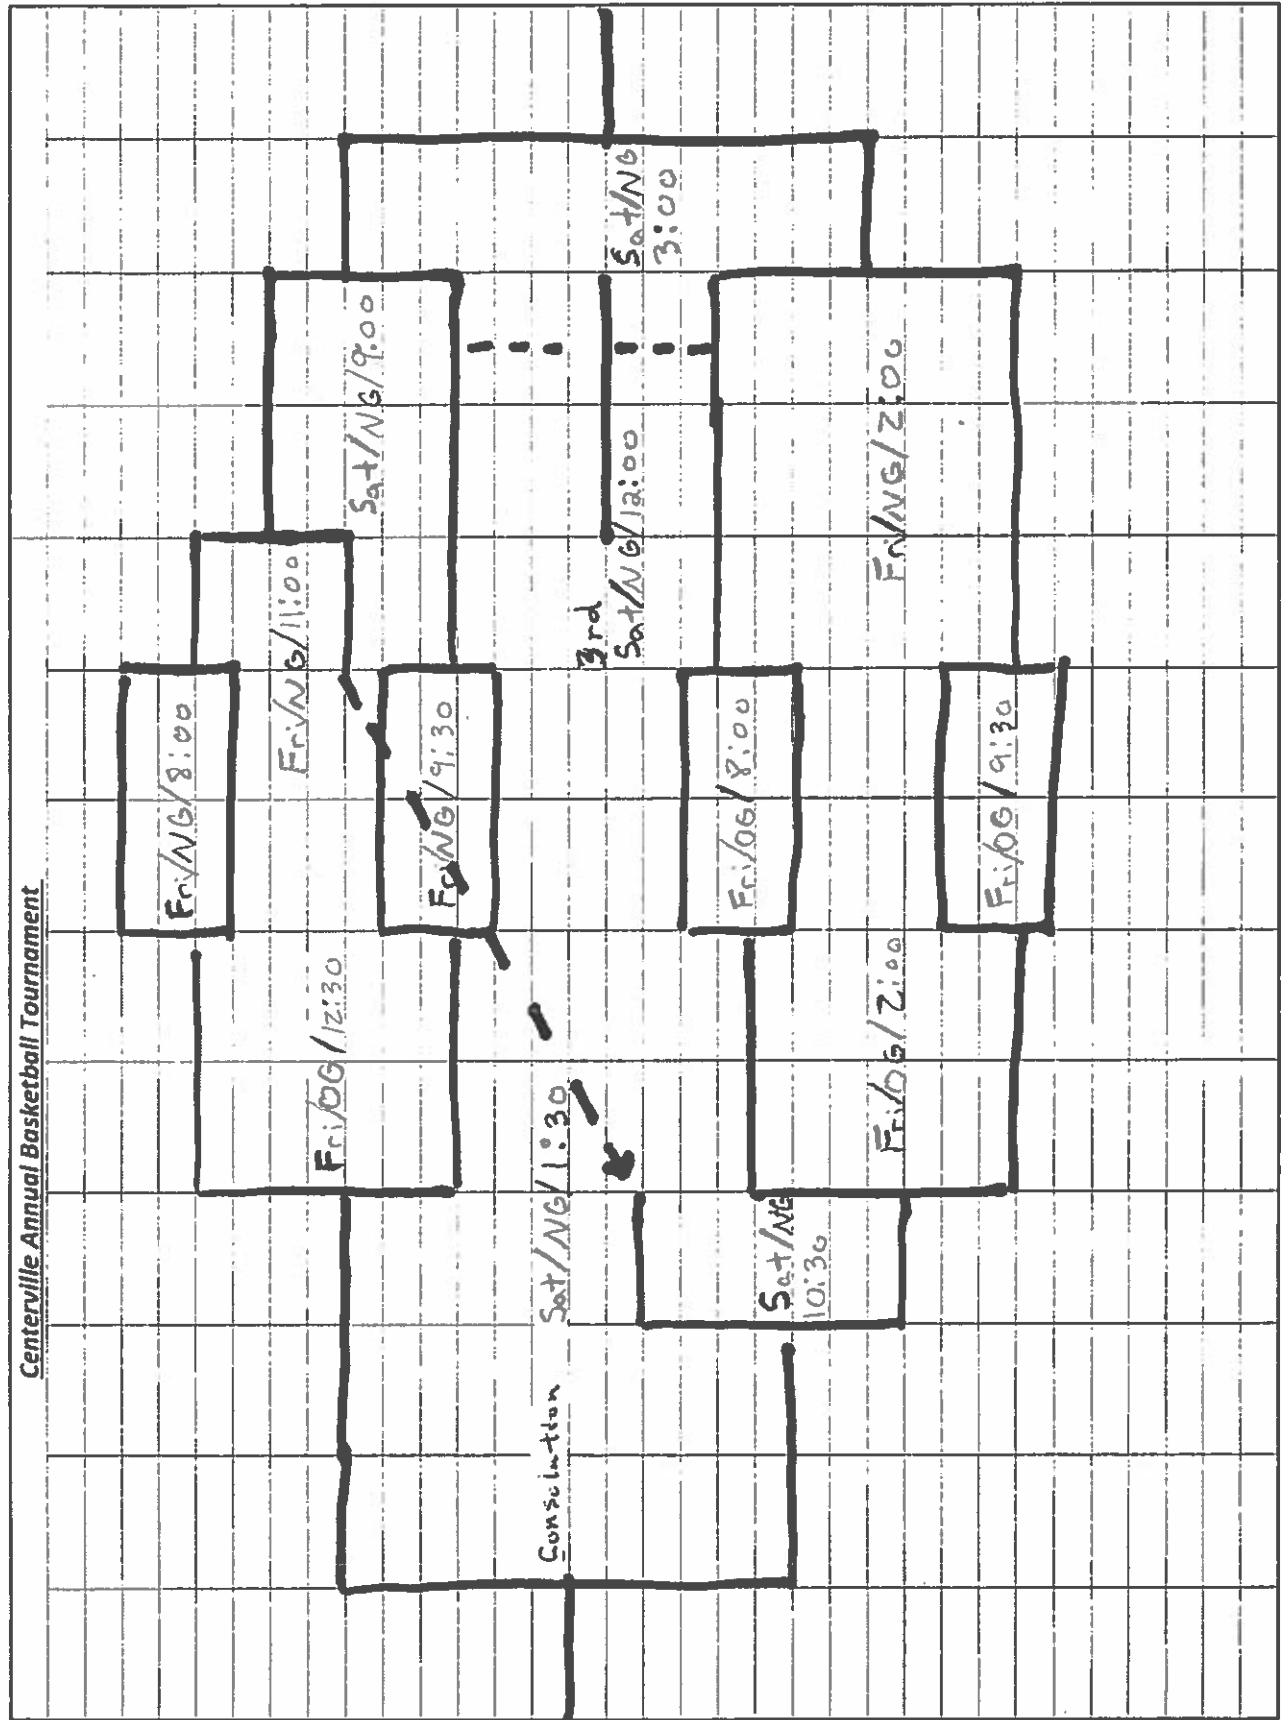 Centerville Annual Basketball Tournament
Fri/NG/8:00
Fri/NG/11:00
Sat/NG/9:00
Fri/OG/12:30
Fri/NG/9:30
Sat/NG
3:00
3rd
Sat/NG/12:00
Consolation
Sat/NG/1:30
Fri/OG/8:00
Fri/NG/2:00
Sat/NG
10:30
Fri/OG/2:00
Fri/OG/9:30